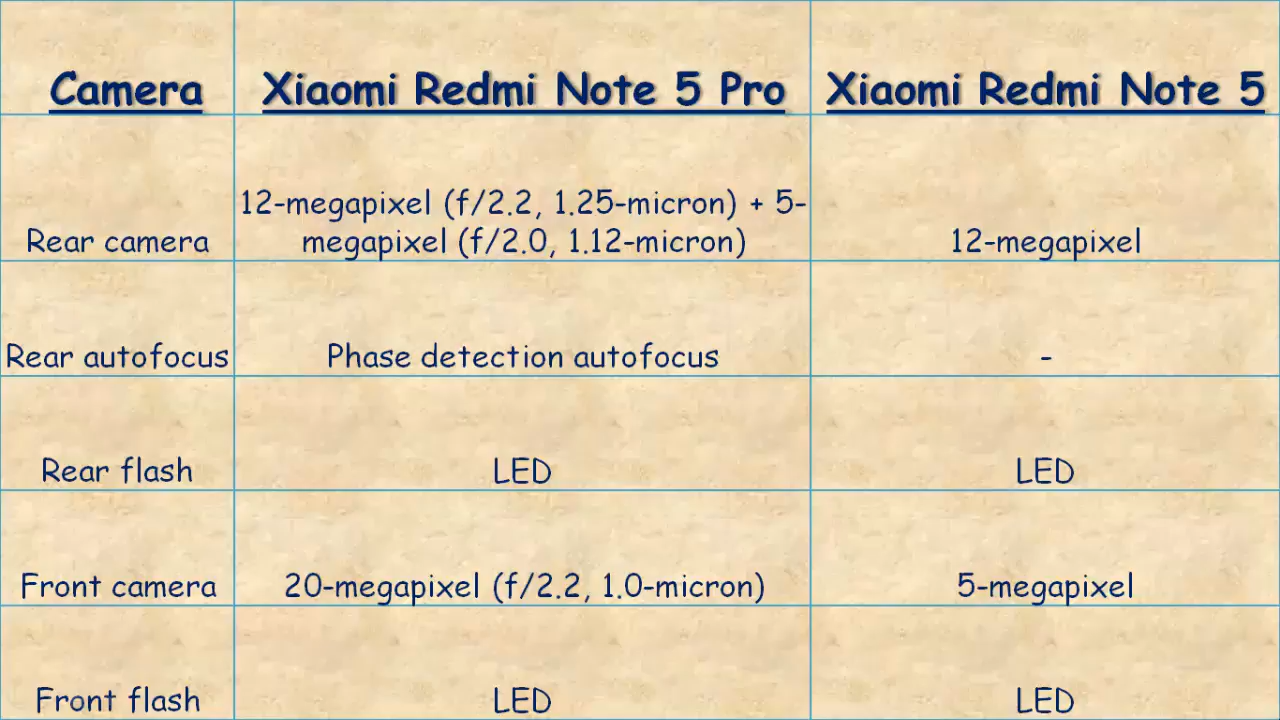 Camera Xiaomi Redmi Note 5 Pro Xiaomi Redmi Note 5
12-megapixel (f/2.2, 1.25-micron) + 5-
Rear camera megapixel (f/2.0, 1.12-micron) 12-megapixel
Rear autofocus Phase detection autofocus -
Rear flash LED LED
Front camera 20-megapixel (f/2.2, 1.0-micron) 5-megapixel
Front flash LED LED